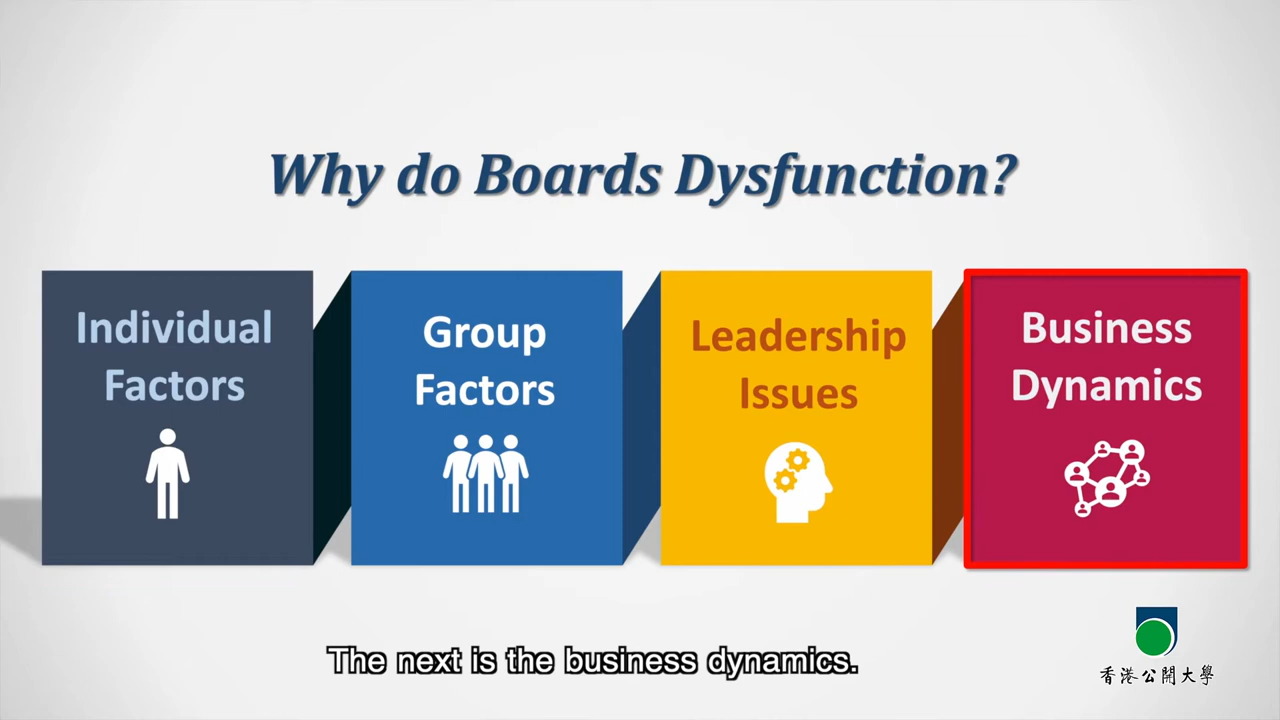 Why do Boards Dysfunction?
Individual
Factors
Group
Factors
Leadership
Issues
Business
Dynamics
The next is the business dynamics.
香港公開大學